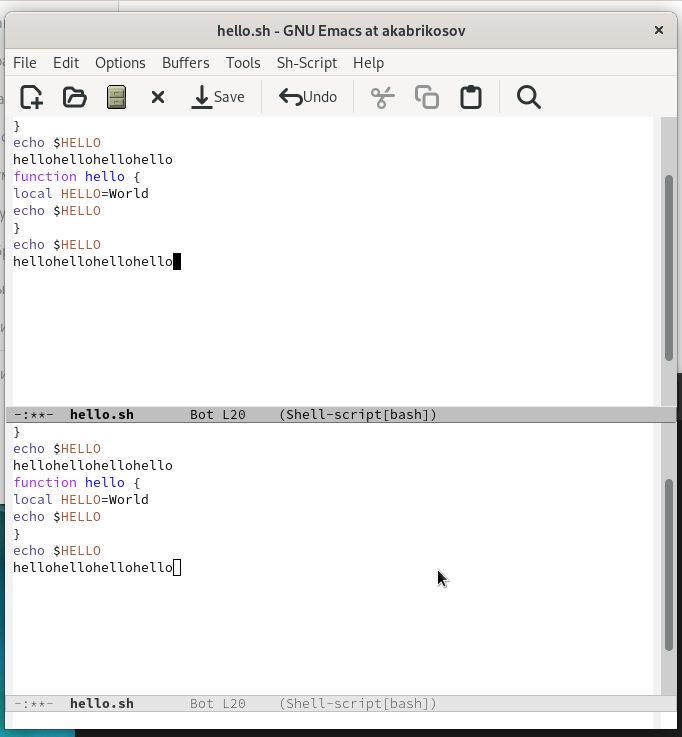 hello.sh - GNU Emacs at akabrikosov ×
File Edit Options Buffers Tools Sh-Script Help
Save Undo
}
echo $HELLO
hellohellohellohello
function hello {
local HELLO=World
echo $HELLO
}
echo $HELLO
hellohellohellohello
-:**- hello.sh Bot L20 (Shell-script[bash])
}
echo $HELLO
hellohellohellohello
function hello {
local HELLO=World
echo $HELLO
}
echo $HELLO
hellohellohellohello
-:**- hello.sh Bot L20 (Shell-script[bash])